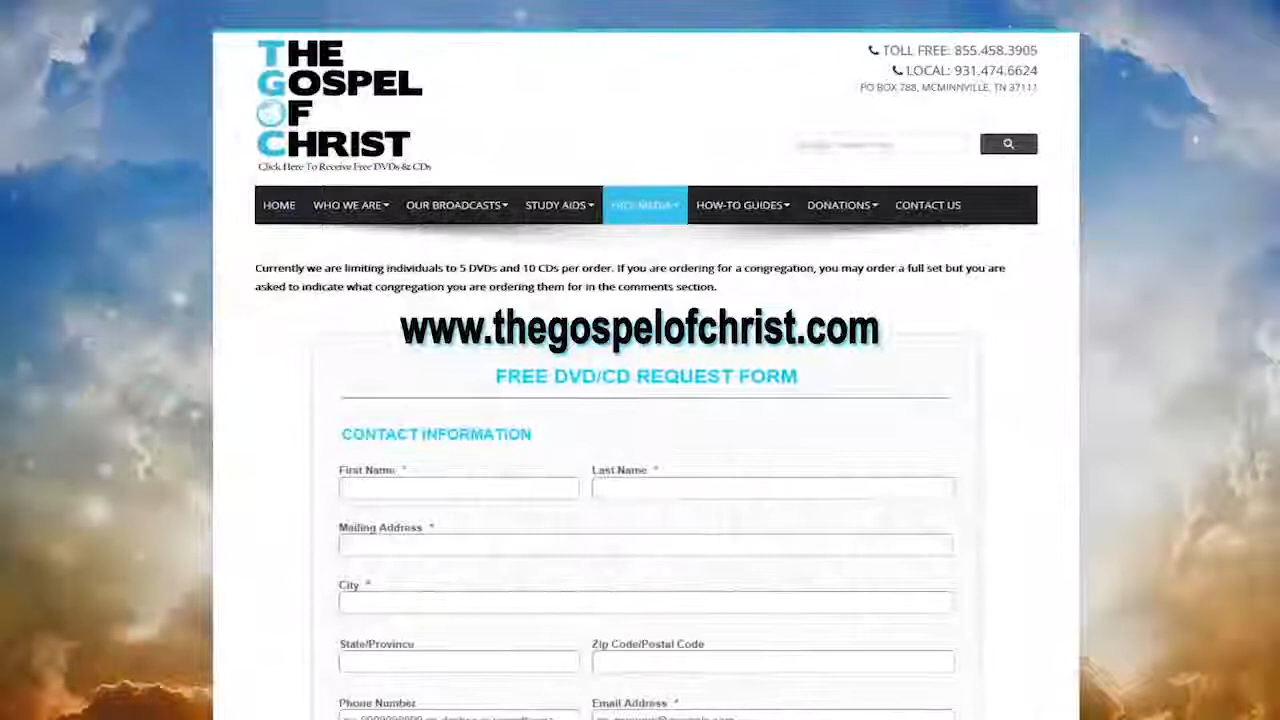 THE
GOSPEL
OF
CHRIST
Click Here To Receive Free DVDs & CDs
TOLL FREE: 855.458.3905
LOCAL: 931.474.6624
PO BOX 788, MCMINNVILLE, TN 37111
HOME WHO WE ARE OUR BROADCASTS STUDY AIDS FREE MEDIA HOW-TO GUIDES DONATIONS CONTACT US
Currently we are limiting individuals to 5 DVDs and 10 CDs per order. If you are ordering for a congregation, you may order a full set but you are
asked to indicate what congregation you are ordering them for in the comments section.
www.thegospelofchrist.com
FREE DVD/CD REQUEST FORM
CONTACT INFORMATION
First Name * Last Name *
Mailing Address *
City *
State/Province Zip Code/Postal Code
Phone Number Email Address *